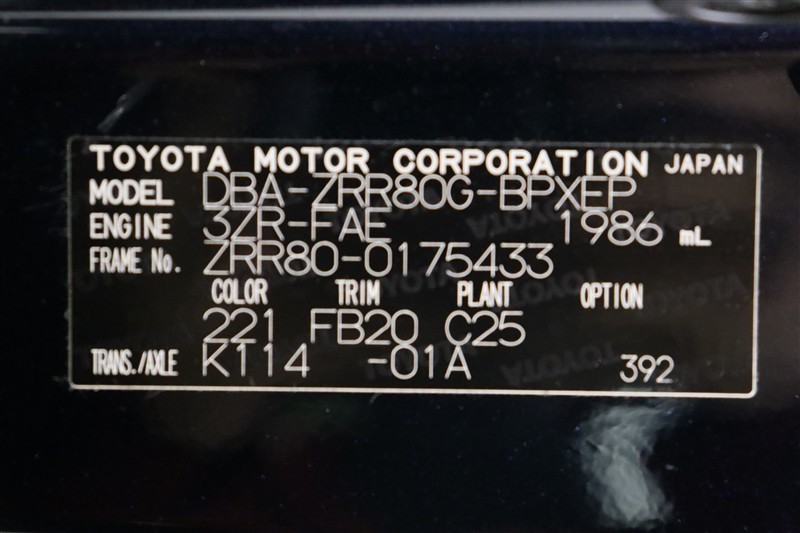 TOYOTA MOTOR CORPORATION JAPAN
MODEL DBA-ZRR80G-BPXEP
ENGINE 3ZR-FAE 1986 mL
FRAME No. ZRR80-0175433
COLOR TRIM PLANT OPTION
221 FB20 C25
TRANS./AXLE K114 -01A 392